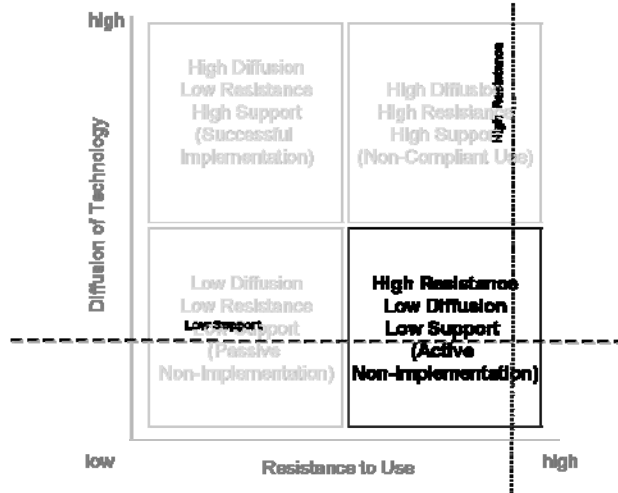 high
Diffusion of Technology
High Diffusion
Low Resistance
High Support
(Successful
Implementation)
High Diffusion
High Resistance
High Support
(Non-Compliant Use)
High Resistance
Low Diffusion
Low Resistance
Low Support
(Passive
Non-Implementation)
Low Support
High Resistance
Low Diffusion
Low Support
(Active
Non-Implementation)
low
Resistance to Use
high